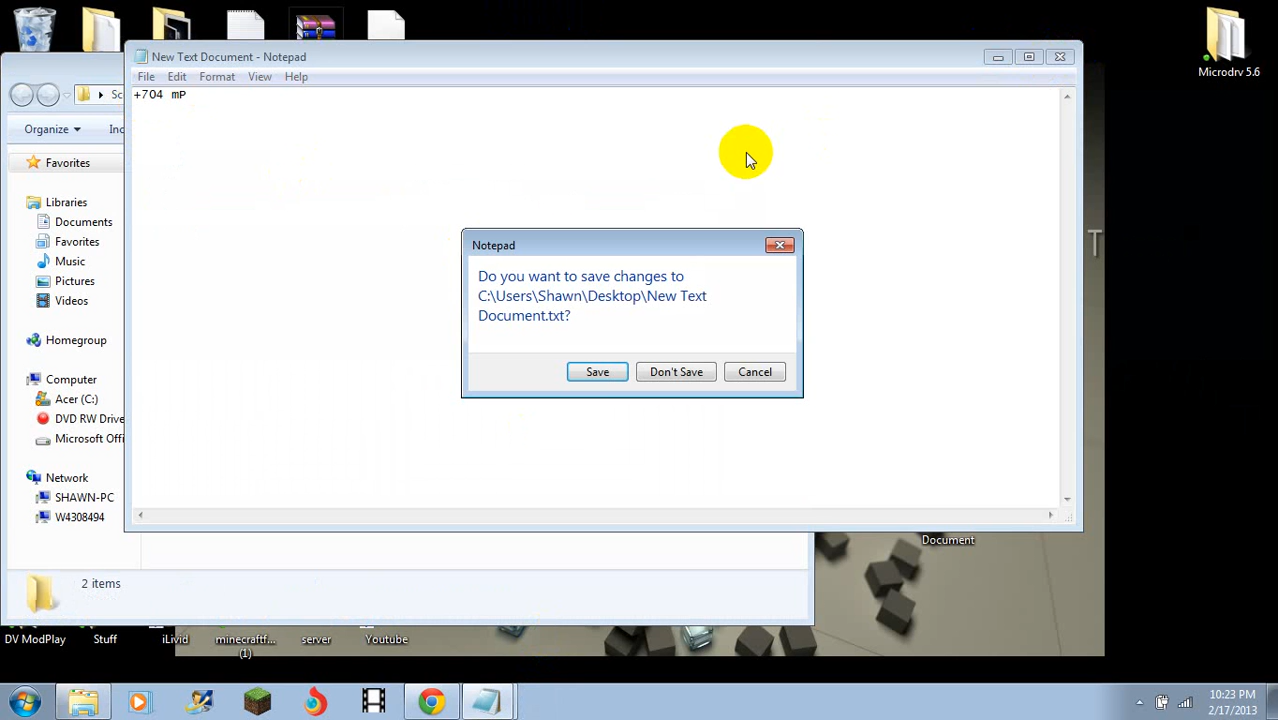 Microdrv 5.6
New Text Document - Notepad
File Edit Format View Help
+704 mP
Sc
Organize
Inc
Favorites
Libraries
Documents
Favorites
Music
Pictures
Videos
Homegroup
Computer
Acer (C:)
DVD RW Drive
Microsoft Offi
Network
SHAWN-PC
W4308494
2 items
Notepad
Do you want to save changes to
C:\Users\Shawn\Desktop\New Text
Document.txt?
Save Don't Save Cancel
T
Document
DV ModPlay Stuff iLivid minecraftf... server Youtube
(1)
10:23 PM
2/17/2013